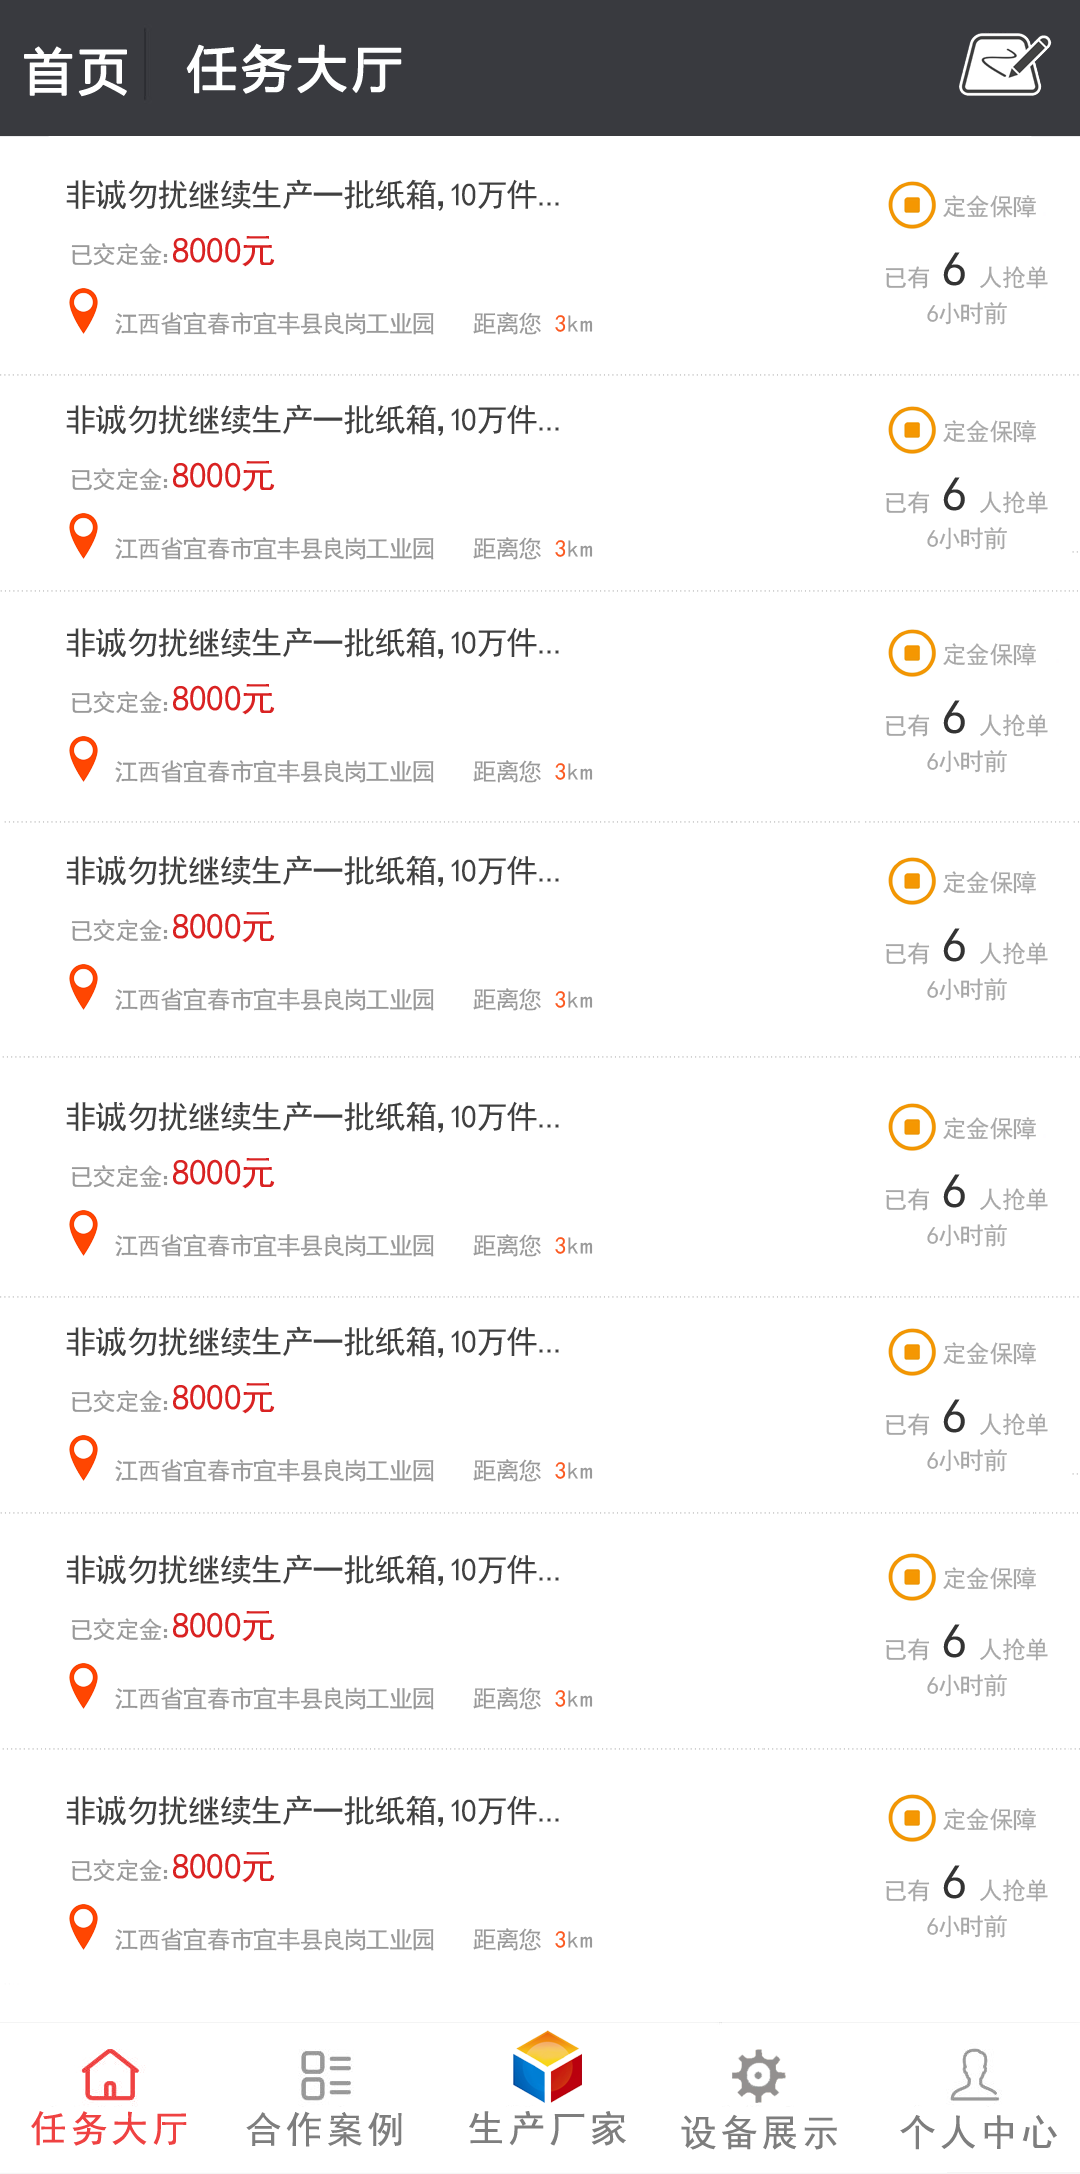 首页 任务大厅
非诚勿扰继续生产一批纸箱,10万件...
定金保障
已交定金:8000元
已有 6 人抢单
6小时前
江西省宜春市宜丰县良岗工业园 距离您 3km
非诚勿扰继续生产一批纸箱,10万件...
定金保障
已交定金:8000元
已有 6 人抢单
6小时前
江西省宜春市宜丰县良岗工业园 距离您 3km
非诚勿扰继续生产一批纸箱,10万件...
定金保障
已交定金:8000元
已有 6 人抢单
6小时前
江西省宜春市宜丰县良岗工业园 距离您 3km
非诚勿扰继续生产一批纸箱,10万件...
定金保障
已交定金:8000元
已有 6 人抢单
6小时前
江西省宜春市宜丰县良岗工业园 距离您 3km
非诚勿扰继续生产一批纸箱,10万件...
定金保障
已交定金:8000元
已有 6 人抢单
6小时前
江西省宜春市宜丰县良岗工业园 距离您 3km
非诚勿扰继续生产一批纸箱,10万件...
定金保障
已交定金:8000元
已有 6 人抢单
6小时前
江西省宜春市宜丰县良岗工业园 距离您 3km
非诚勿扰继续生产一批纸箱,10万件...
定金保障
已交定金:8000元
已有 6 人抢单
6小时前
江西省宜春市宜丰县良岗工业园 距离您 3km
非诚勿扰继续生产一批纸箱,10万件...
定金保障
已交定金:8000元
已有 6 人抢单
6小时前
江西省宜春市宜丰县良岗工业园 距离您 3km
任务大厅 合作案例 生产厂家 设备展示 个人中心